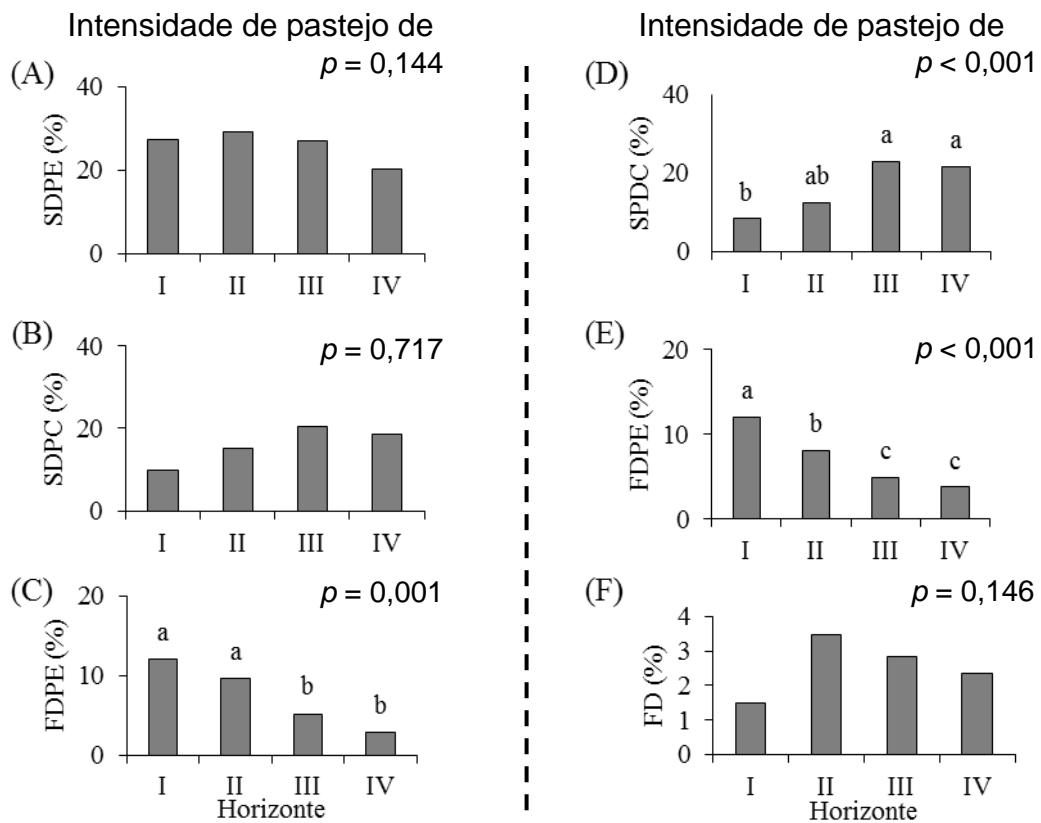 Intensidade de pastejo de
(A)
p = 0,144
SDPE (%)
40
20
0
I II III IV
(B)
p = 0,717
SDPC (%)
40
20
0
I II III IV
(C)
p = 0,001
FDPE (%)
20
10
0
a a b b
I II III IV
Horizonte
Intensidade de pastejo de
(D)
p < 0,001
SPDC (%)
40
20
0
b ab a a
I II III IV
(E)
p < 0,001
FDPE (%)
20
10
0
a b c c
I II III IV
(F)
p = 0,146
FD (%)
4
3
2
1
0
I II III IV
Horizonte